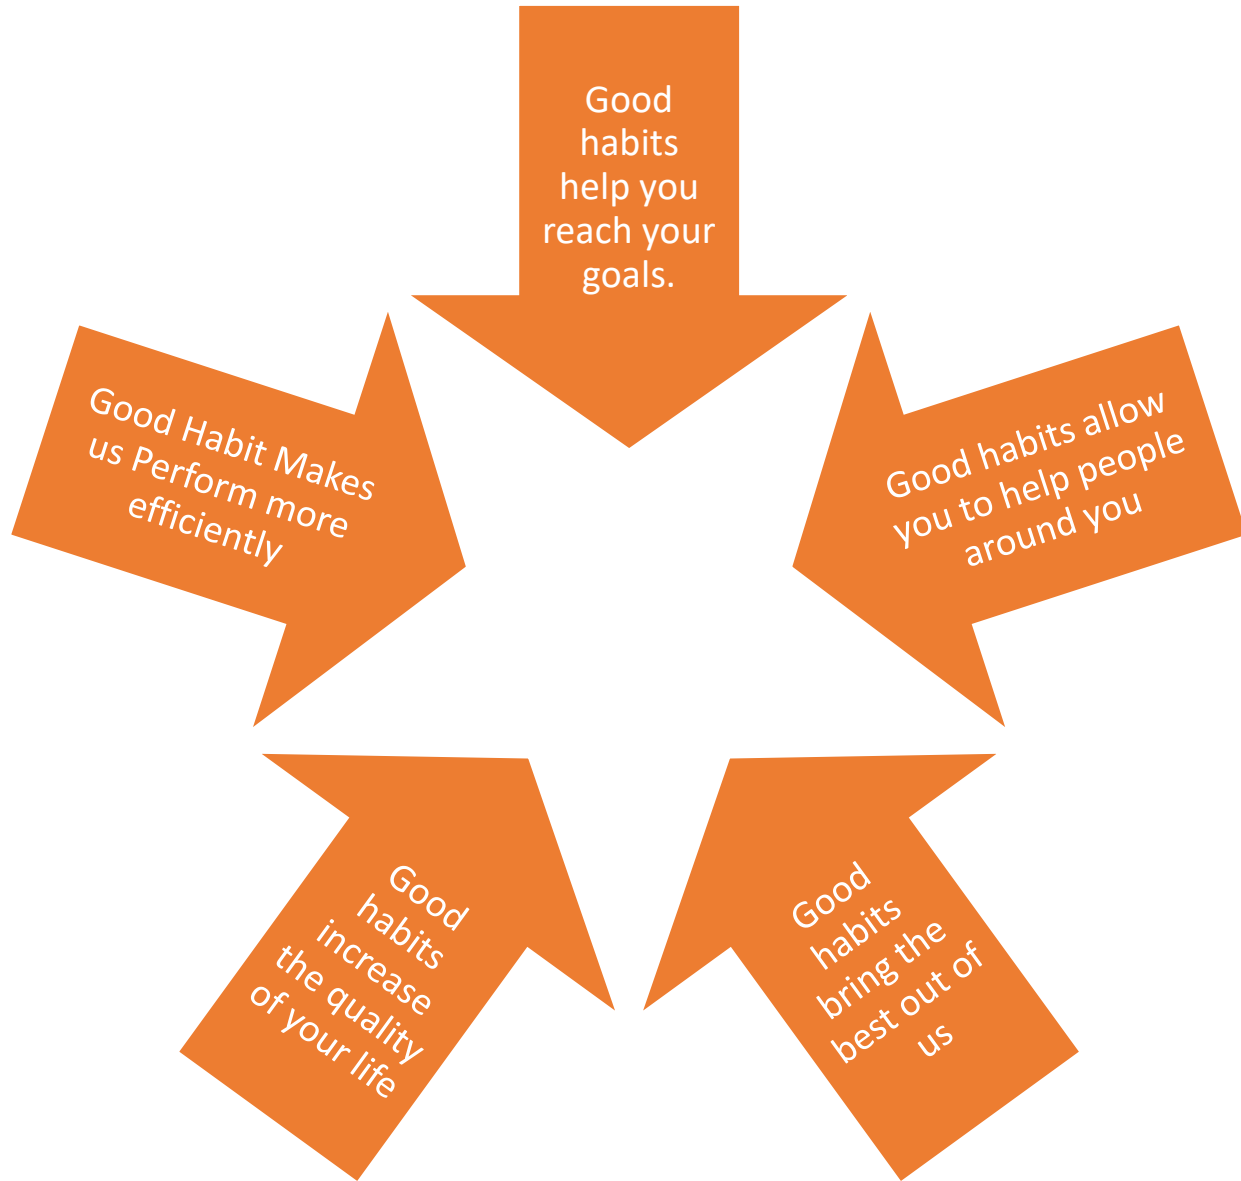 Good
habits
help you
reach your
goals.
Good habits allow
you to help people
around you
Good
habits
bring the
best out of
us
Good
habits
increase
the quality
of your life
Good Habit Makes
us Perform more
efficiently